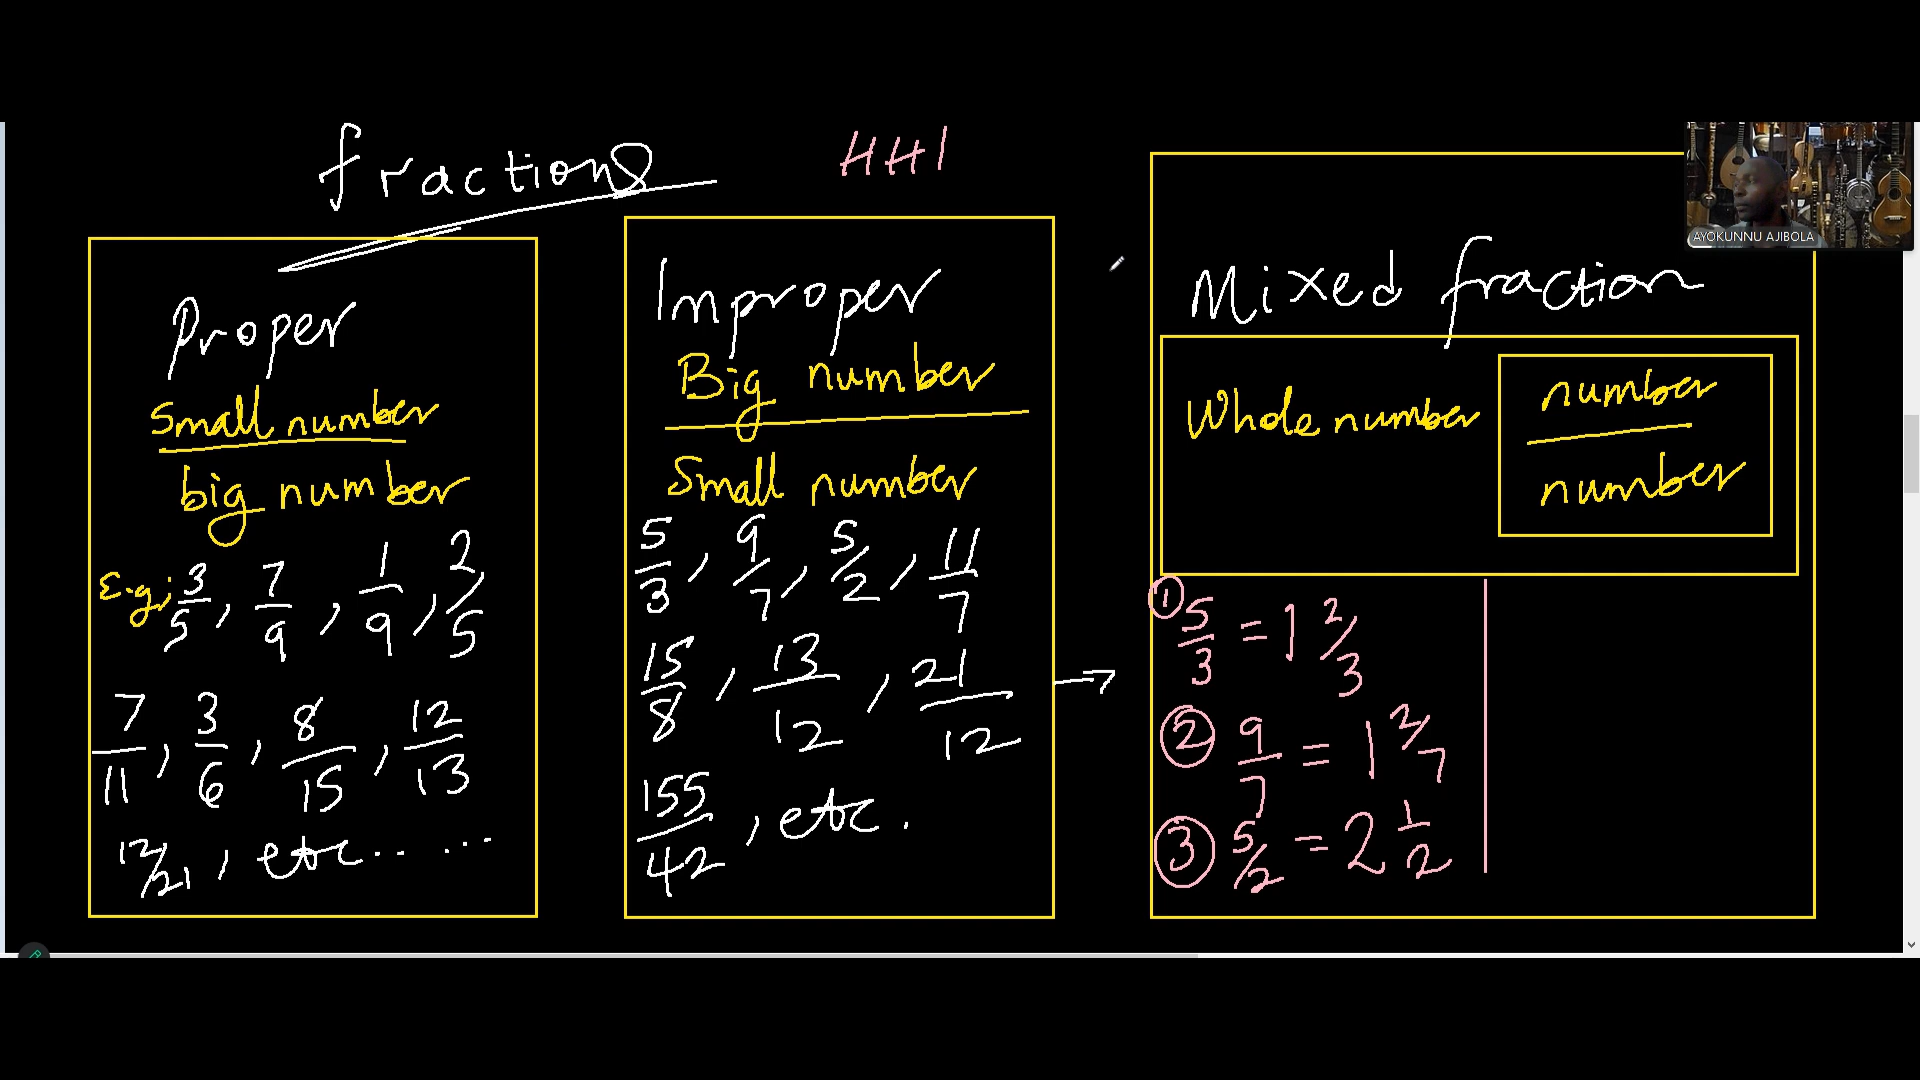 fractions
HHI
Proper
Small number
big number
E.g; 3/5, 7/9, 1/9, 2/5
7/11, 3/6, 8/15, 12/13
12/21, etc.. ...
Improper
Big number
Small number
5/3, 9/7, 5/2, 11/7
15/8, 13/12, 21/12
155/42, etc.
→
AYOKUNNU AJIBOLA
Mixed fraction
Whole number number/number
① 5/3 = 1 2/3
② 9/7 = 1 2/7
③ 5/2 = 2 1/2